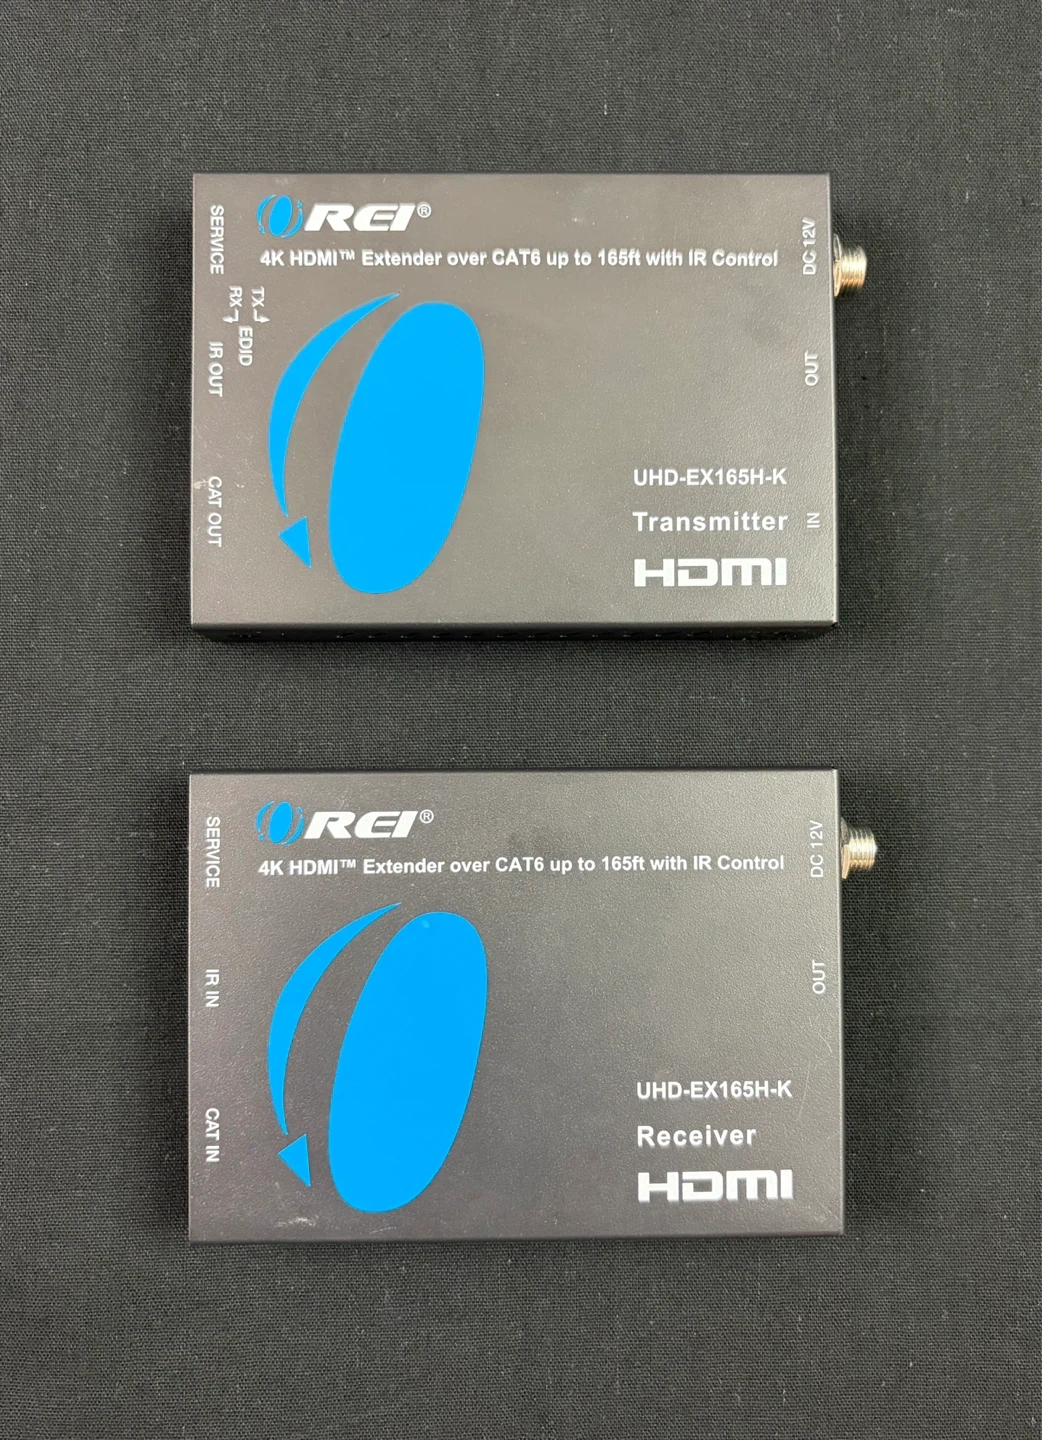 OREI®
4K HDMI™ Extender over CAT6 up to 165ft with IR Control
SERVICE
TX
RX
EDID
IR OUT
CAT OUT
DC 12V
OUT
IN
UHD-EX165H-K
Transmitter
HDMI
OREI®
4K HDMI™ Extender over CAT6 up to 165ft with IR Control
SERVICE
IR IN
CAT IN
DC 12V
OUT
UHD-EX165H-K
Receiver
HDMI